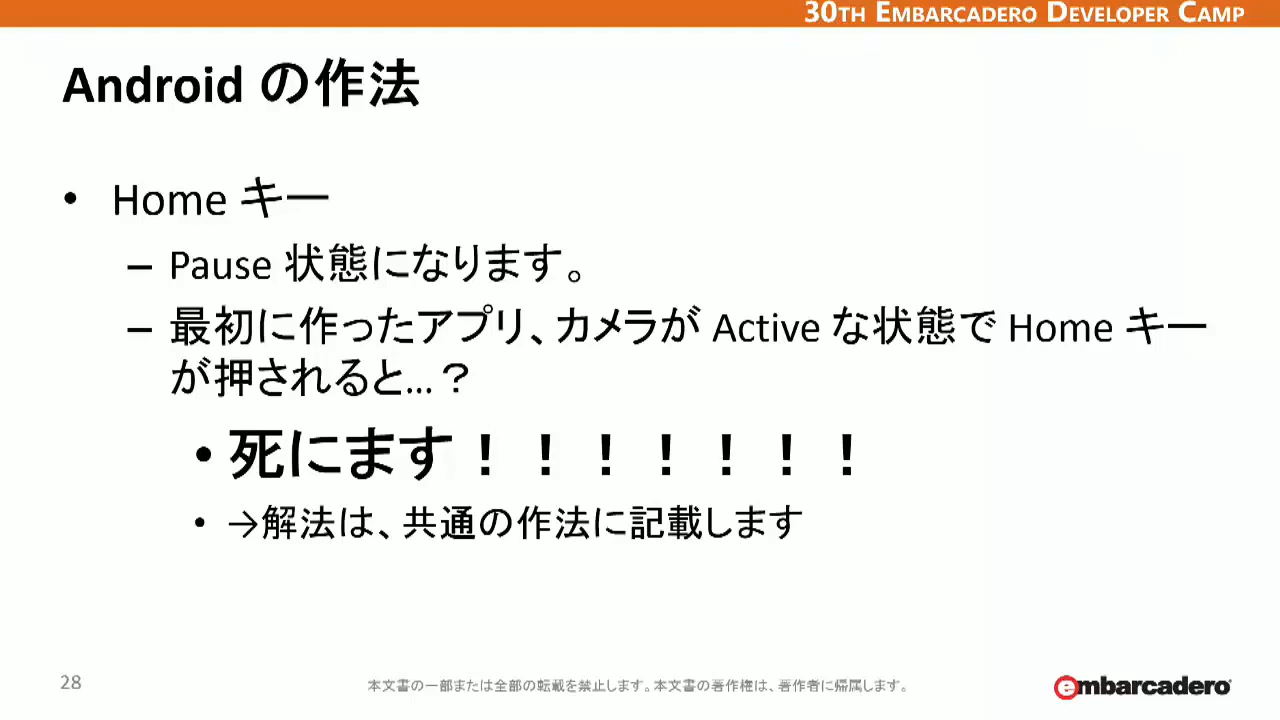 30TH EMBARCADERO DEVELOPER CAMP
Android の作法
• Home キー
– Pause 状態になります。
– 最初に作ったアプリ、カメラが Active な状態で Home キー
が押されると…？
• 死にます！！！！！！！
• →解法は、共通の作法に記載します
28
本文書の一部または全部の転載を禁止します。本文書の著作権は、著作者に帰属します。
embarcadero